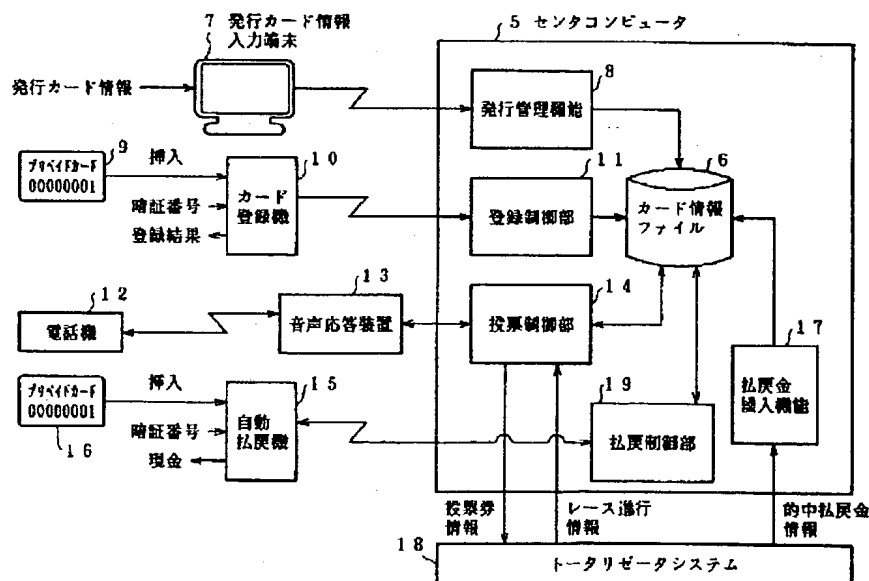 7 発行カード情報
入力端末
5 センタコンピュータ
発行カード情報
8
発行管理機能
9
プリペイドカード
00000001
挿入
暗証番号
登録結果
10
カード
登録機
11
登録制御部
6
カード情報
ファイル
12
電話機
13
音声応答装置
14
投票制御部
17
払戻金
挿入機能
プリペイドカード
00000001
16
挿入
暗証番号
現金
15
自動
払戻機
19
払戻制御部
投票券
情報
レース進行
情報
的中払戻金
情報
18
トータリゼータシステム